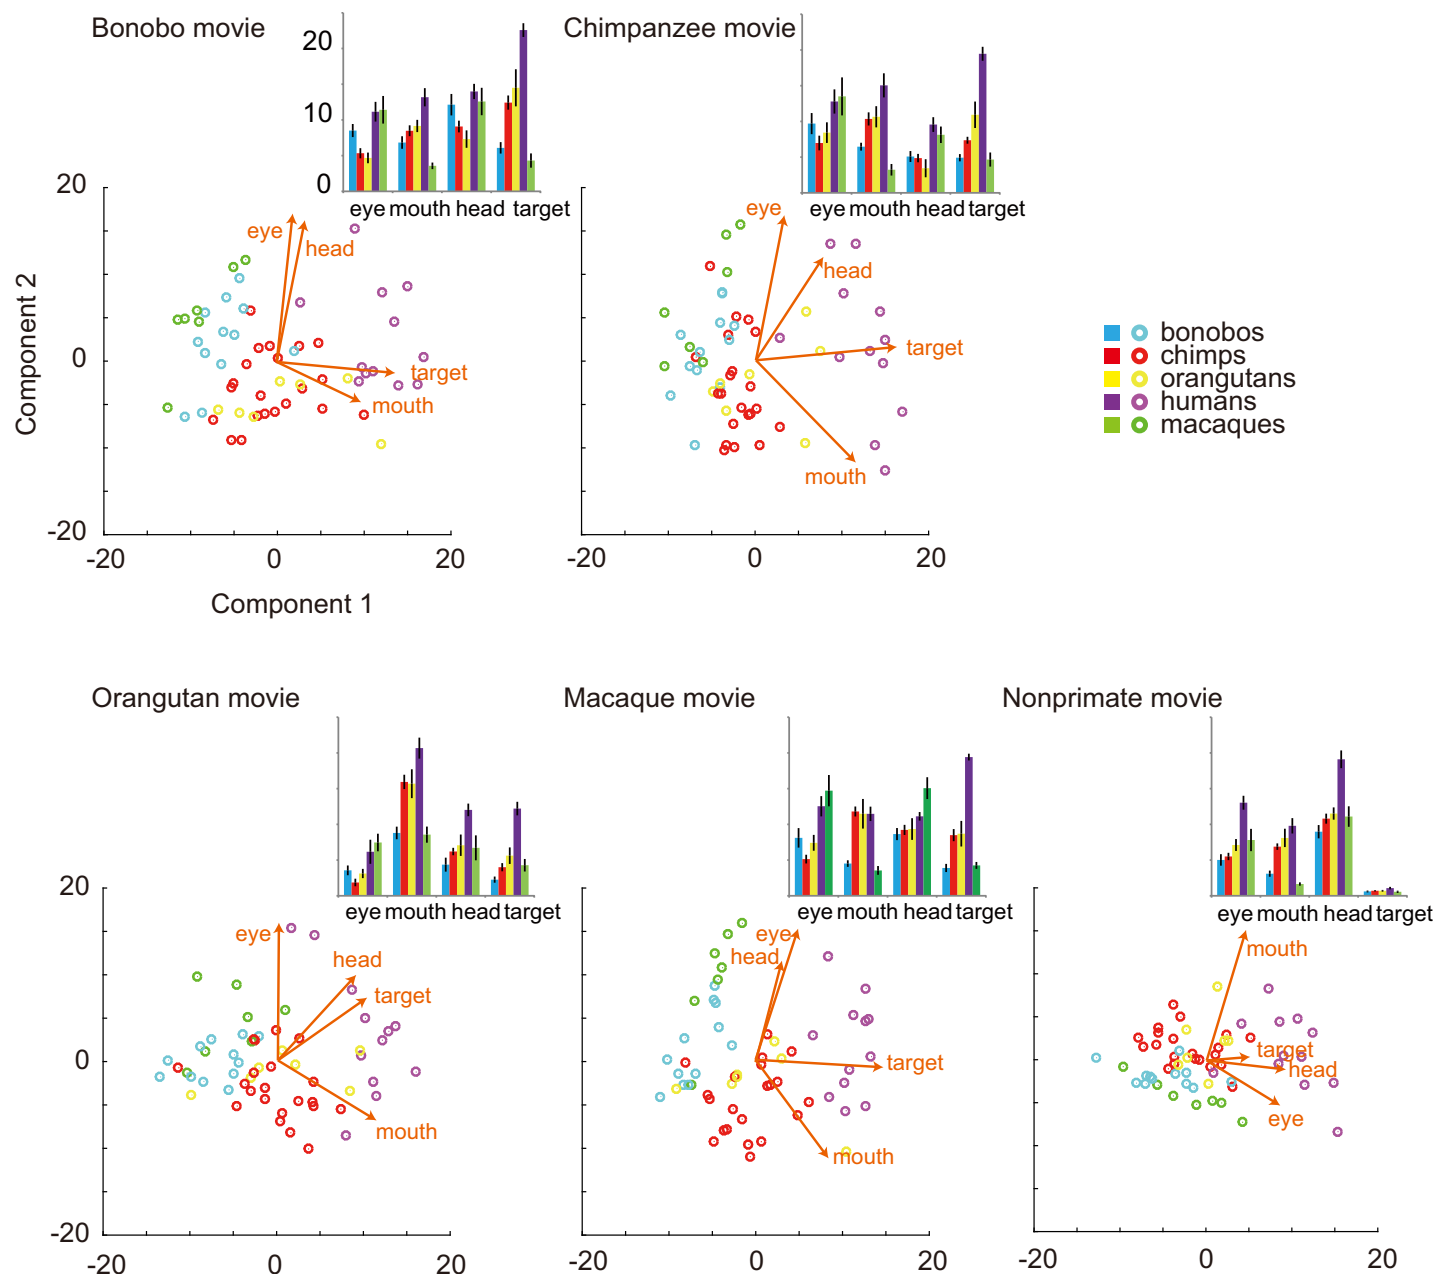 Bonobo movie
20
10
0
eye mouth head target
20
0
-20
-20 0 20
Component 2
Component 1
eye
head
target
mouth
Chimpanzee movie
eye mouth head target
eye
head
target
mouth
-20 0 20
bonobos
chimps
orangutans
humans
macaques
Orangutan movie
eye mouth head target
20
0
-20
-20 0 20
eye
head
target
mouth
Macaque movie
eye mouth head target
eye
head
target
mouth
-20 0 20
Nonprimate movie
eye mouth head target
mouth
target
head
eye
-20 0 20